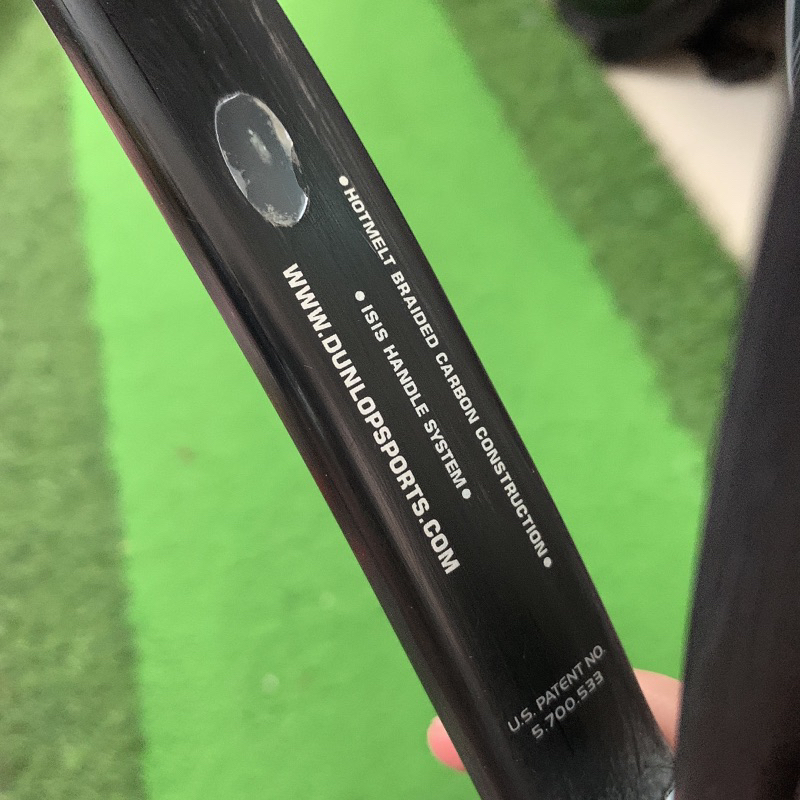 •HOTMELT BRAIDED CARBON CONSTRUCTION•
•ISIS HANDLE SYSTEM•
WWW.DUNLOPSPORTS.COM
U.S. PATENT NO.
5.700.533